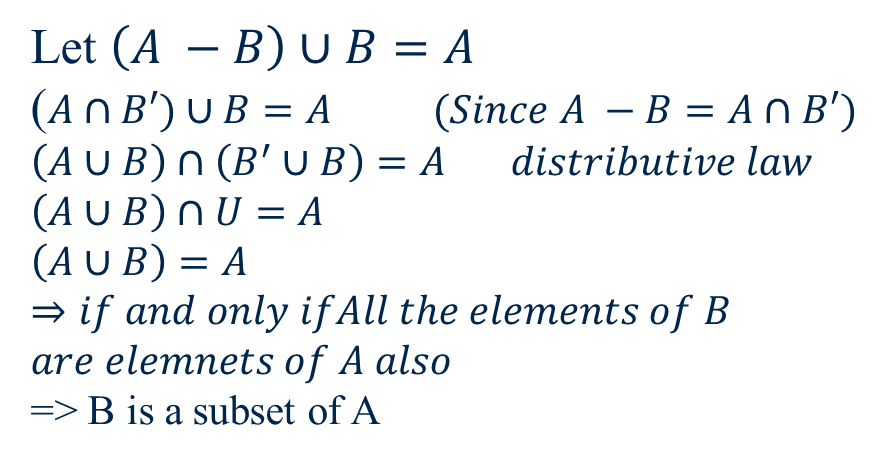 Let (A − B) ∪ B = A
(A ∩ B′) ∪ B = A (Since A − B = A ∩ B′)
(A ∪ B) ∩ (B′ ∪ B) = A distributive law
(A ∪ B) ∩ U = A
(A ∪ B) = A
⇒ if and only if All the elements of B
are elemnets of A also
=> B is a subset of A